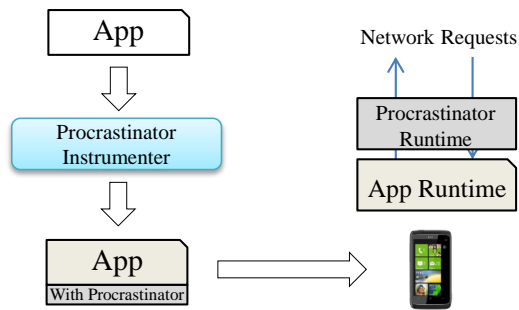 App
Procrastinator
Instrumenter
App
With Procrastinator
Network Requests
Procrastinator
Runtime
App Runtime